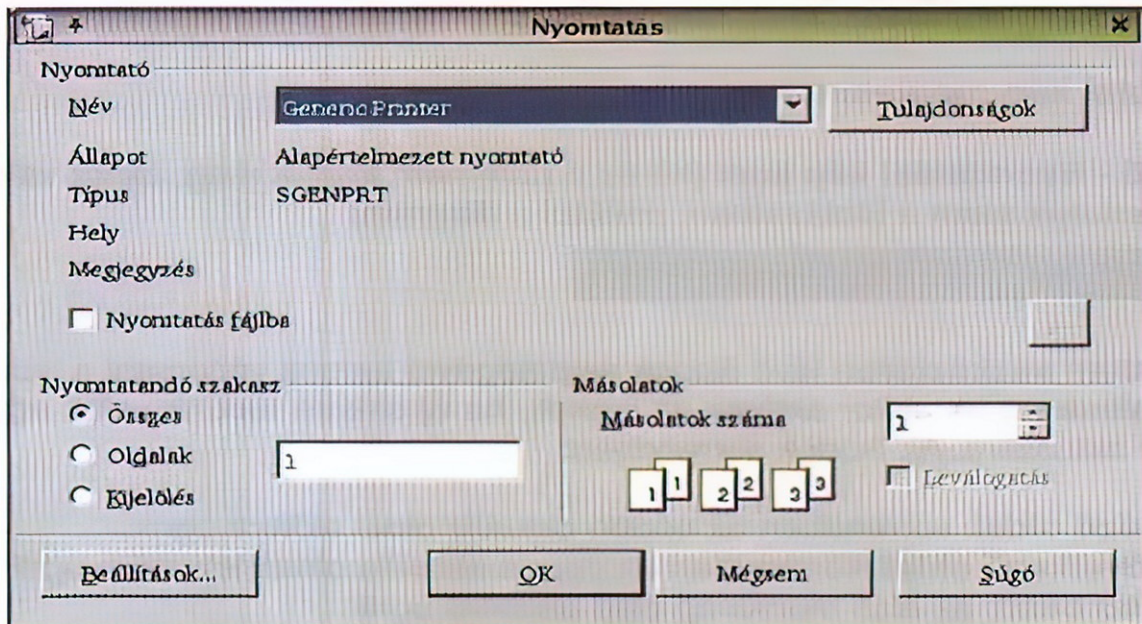 Nyomtatás
Nyomtató
Név Generic Printer Tulajdonságok
Állapot Alapértelmezett nyomtató
Típus SGENPRT
Hely
Megjegyzés
Nyomtatás fájlba
Nyomtatandó szakasz
Összes
Oldalak 1
Kijelölés
Másolatok
Másolatok száma 1
1 1 2 2 3 3
Leválogatás
Beállítások... OK Mégsem Súgó